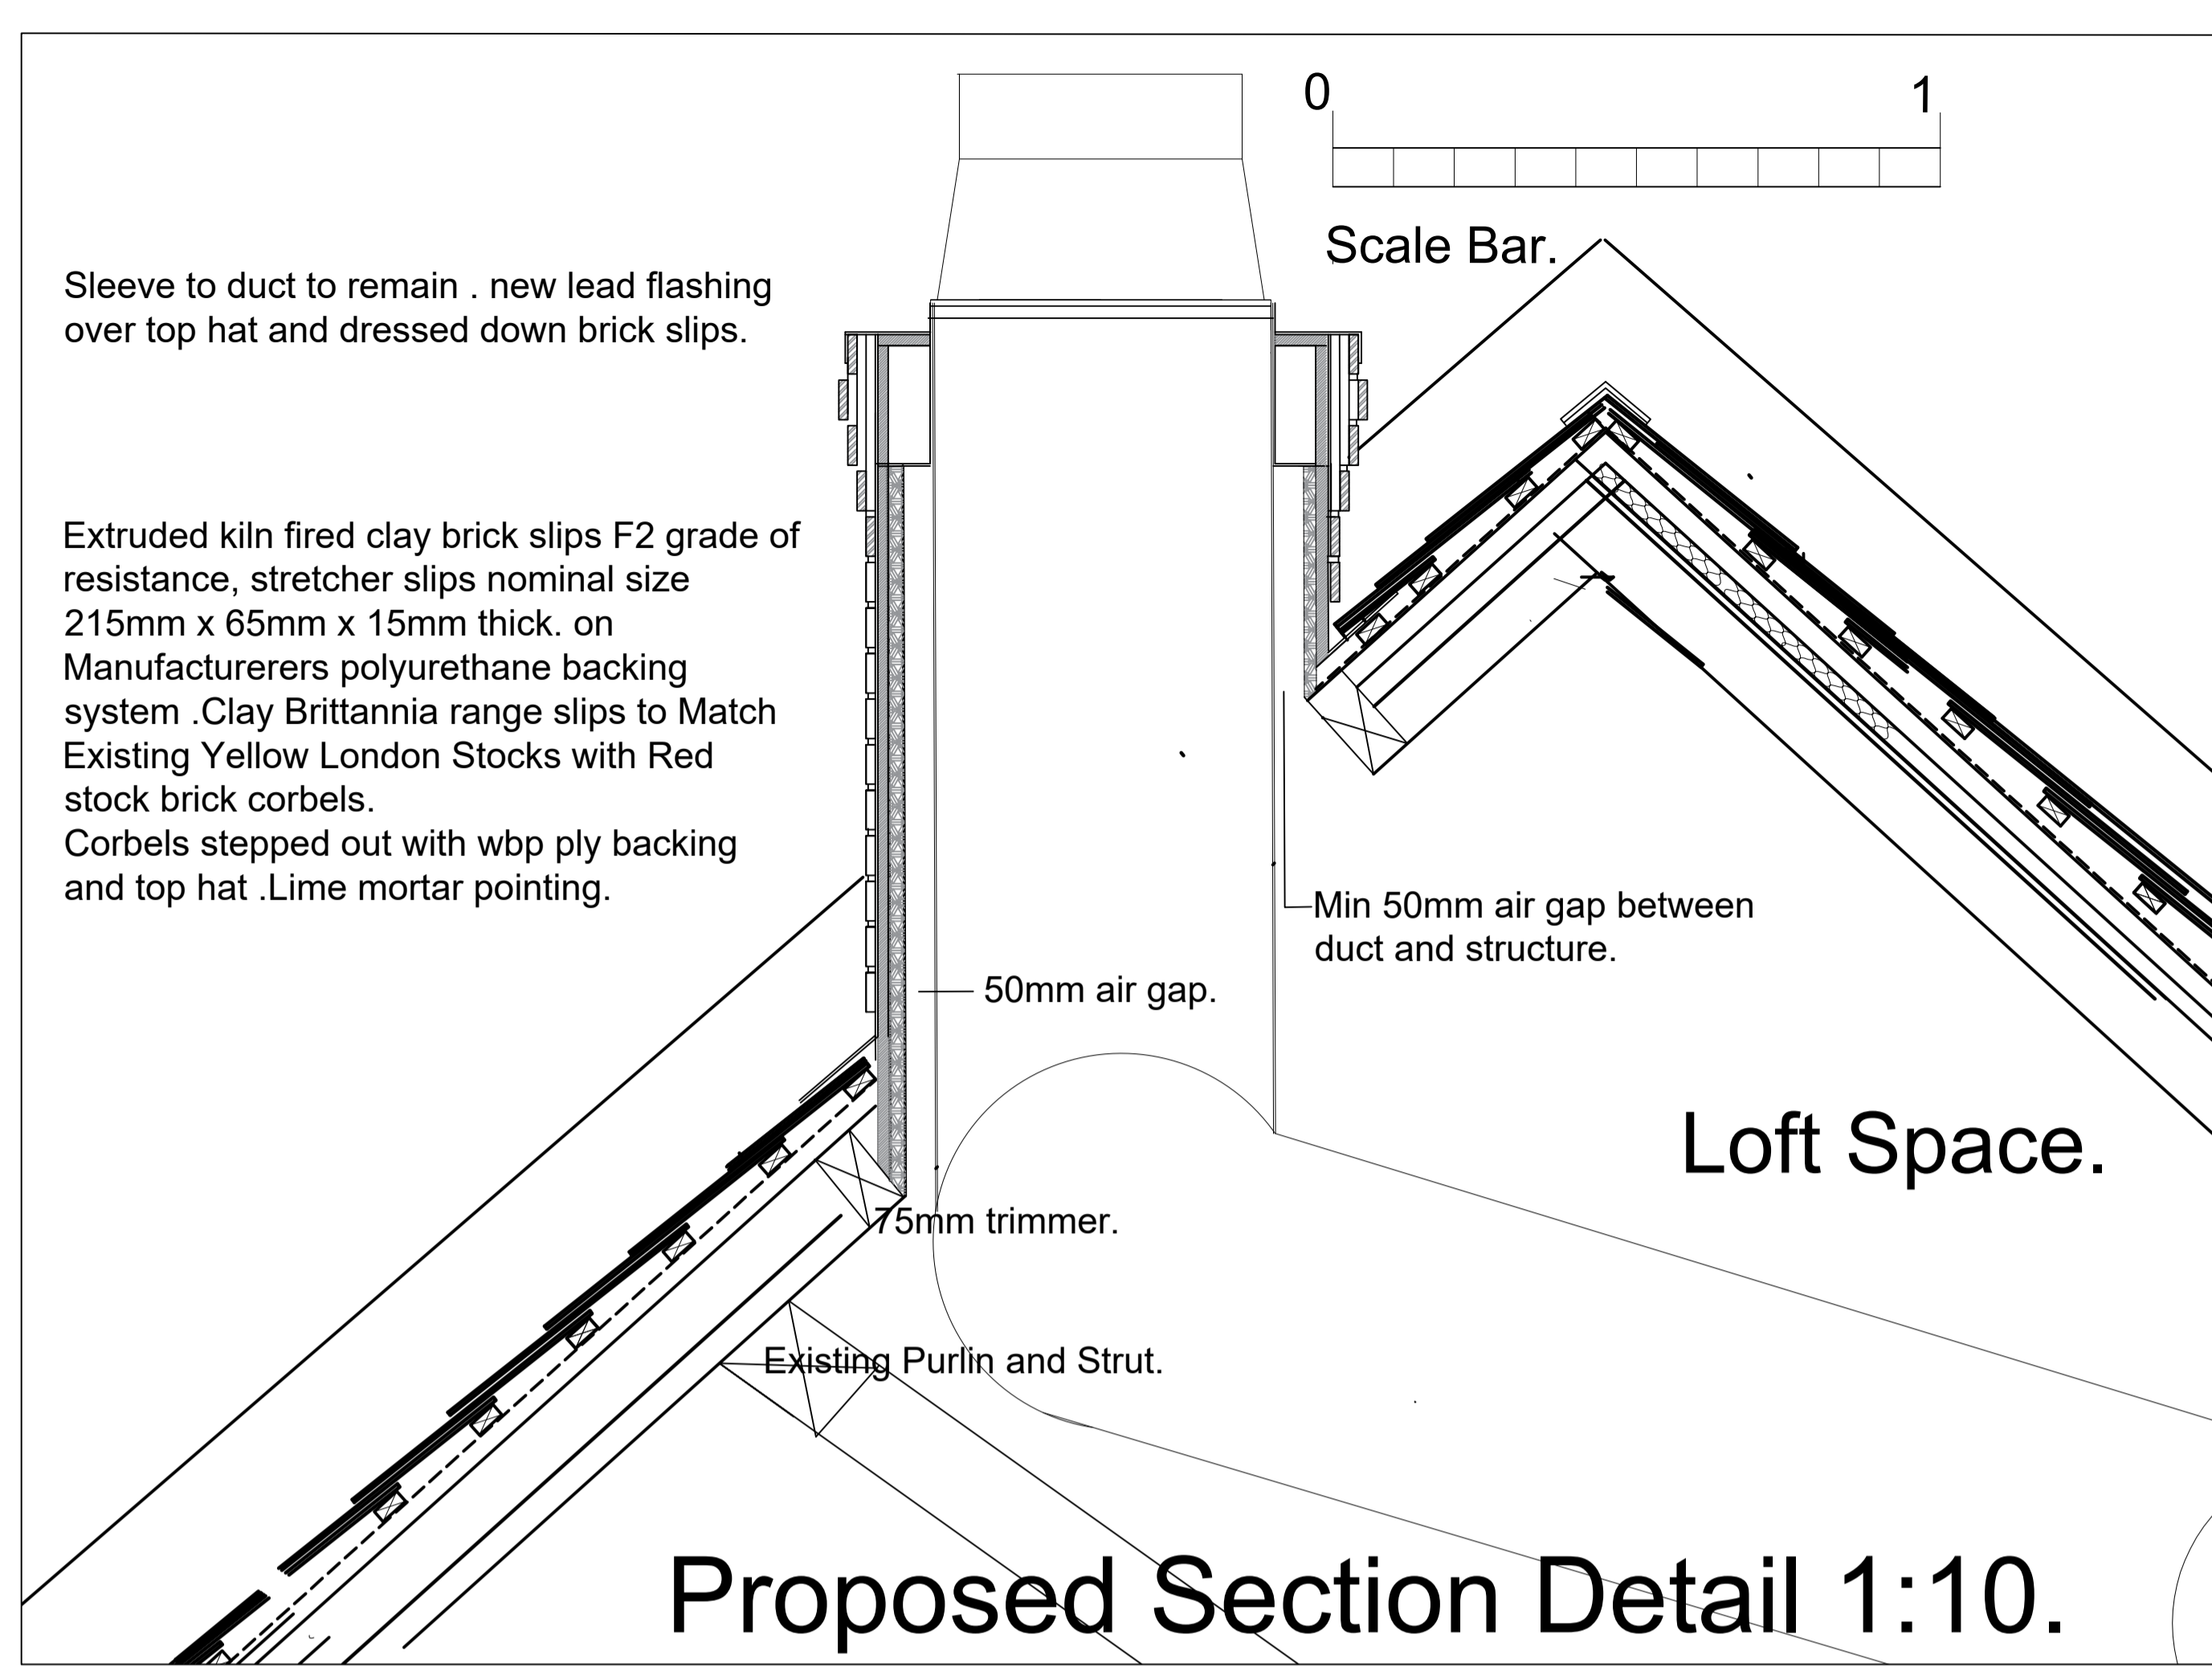 0 1
Scale Bar.
Sleeve to duct to remain . new lead flashing
over top hat and dressed down brick slips.
Extruded kiln fired clay brick slips F2 grade of
resistance, stretcher slips nominal size
215mm x 65mm x 15mm thick. on
Manufacturerers polyurethane backing
system .Clay Brittannia range slips to Match
Existing Yellow London Stocks with Red
stock brick corbels.
Corbels stepped out with wbp ply backing
and top hat .Lime mortar pointing.
Min 50mm air gap between
duct and structure.
50mm air gap.
Loft Space.
75mm trimmer.
Existing Purlin and Strut.
Proposed Section Detail 1:10.